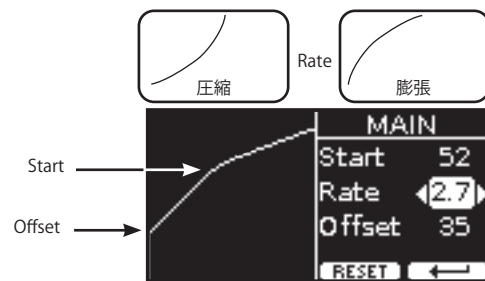 圧縮
Rate
膨張
MAIN
Start 52
Rate 2.7
Offset 35
RESET
Start
Offset